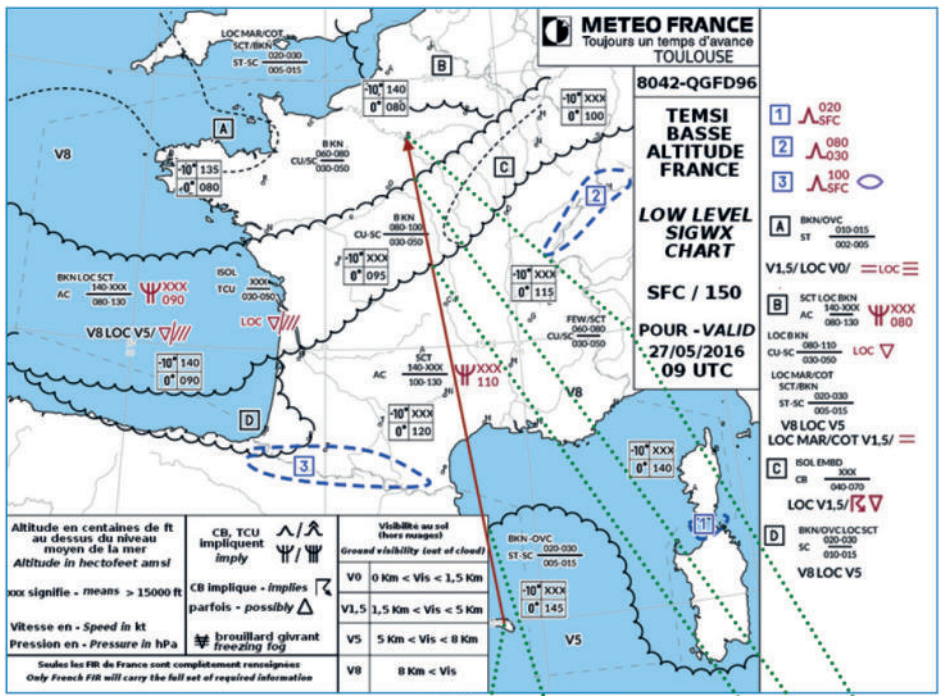 METEO FRANCE
Toujours un temps d'avance
TOULOUSE
8042-QGFD96
TEMSI
BASSE
ALTITUDE
FRANCE
LOW LEVEL
SIGWX
CHART
SFC / 150
POUR - VALID
27/05/2016
09 UTC
LOC MAR/COT
SCT/BKN
ST-SC 020-030
005-015
B
-10° 140
0° 080
-10° XXX
0° 100
A
V8
BKN
CU/SC 060-080
030-050
C
-10° 135
0° 080
2
BKN
CU-SC 080-100
030-050
-10° XXX
0° 095
-10° XXX
0° 115
BKN LOC SCT
AC 140-XXX
080-130
XXX
090
ISOL
TCU XXX
030-050
V8 LOC V5/
LOC
FEW/SCT
CU/SC 060-080
030-050
-10° 140
0° 090
SCT
AC 140-XXX
100-130
XXX
110
V8
D
-10° XXX
0° 120
-10° XXX
0° 140
3
1
BKN-OVC
ST-SC 020-030
005-015
-10° XXX
0° 145
V5
1 020
SFC
2 080
030
3 100
SFC
A BKN/OVC
ST 010-015
002-005
V1,5/ LOC V0/ LOC
B SCT LOC BKN
AC 140-XXX
080-130
XXX
080
LOC BKN
CU-SC 080-110
030-050
LOC
LOC MAR/COT
SCT/BKN
ST-SC 020-030
005-015
V8 LOC V5
LOC MAR/COT V1,5/
C ISOL EMBD
CB XXX
040-070
LOC V1,5/
D BKN/OVC LOC SCT
SC 020-030
010-015
V8 LOC V5
Altitude en centaines de ft
au dessus du niveau
moyen de la mer
Altitude in hectofeet amsl
xxx signifie - means > 15000 ft
Vitesse en - Speed in kt
Pression en - Pressure in hPa
CB, TCU
impliquent
imply
CB implique - implies
parfois - possibly
brouillard givrant
freezing fog
Visibilité au sol
(hors nuages)
Ground visibility (out of cloud)
V0 0 Km < Vis < 1,5 Km
V1,5 1,5 Km < Vis < 5 Km
V5 5 Km < Vis < 8 Km
V8 8 Km < Vis
Seules les FIR de France sont complètement renseignées
Only French FIR will carry the full set of required information